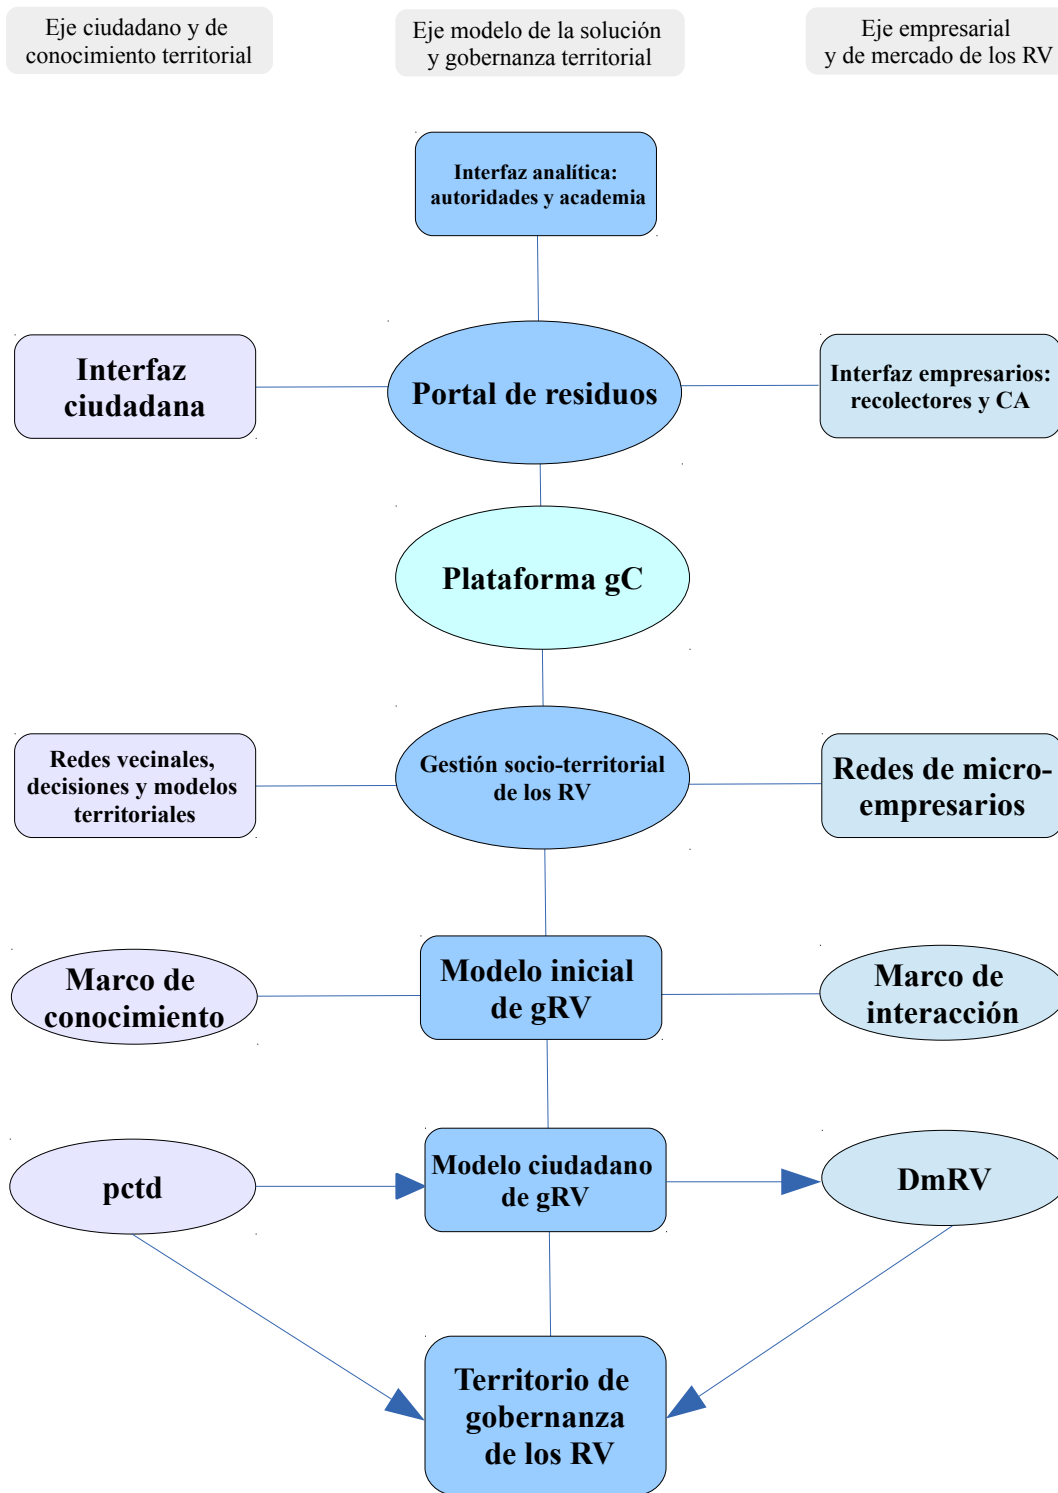 Eje ciudadano y de
conocimiento territorial
Eje modelo de la solución
y gobernanza territorial
Eje empresarial
y de mercado de los RV
Interfaz analítica:
autoridades y academia
Interfaz
ciudadana
Portal de residuos
Interfaz empresarios:
recolectores y CA
Plataforma gC
Redes vecinales,
decisiones y modelos
territoriales
Gestión socio-territorial
de los RV
Redes de micro-
empresarios
Marco de
conocimiento
Modelo inicial
de gRV
Marco de
interacción
pctd
Modelo ciudadano
de gRV
DmRV
Territorio de
gobernanza
de los RV